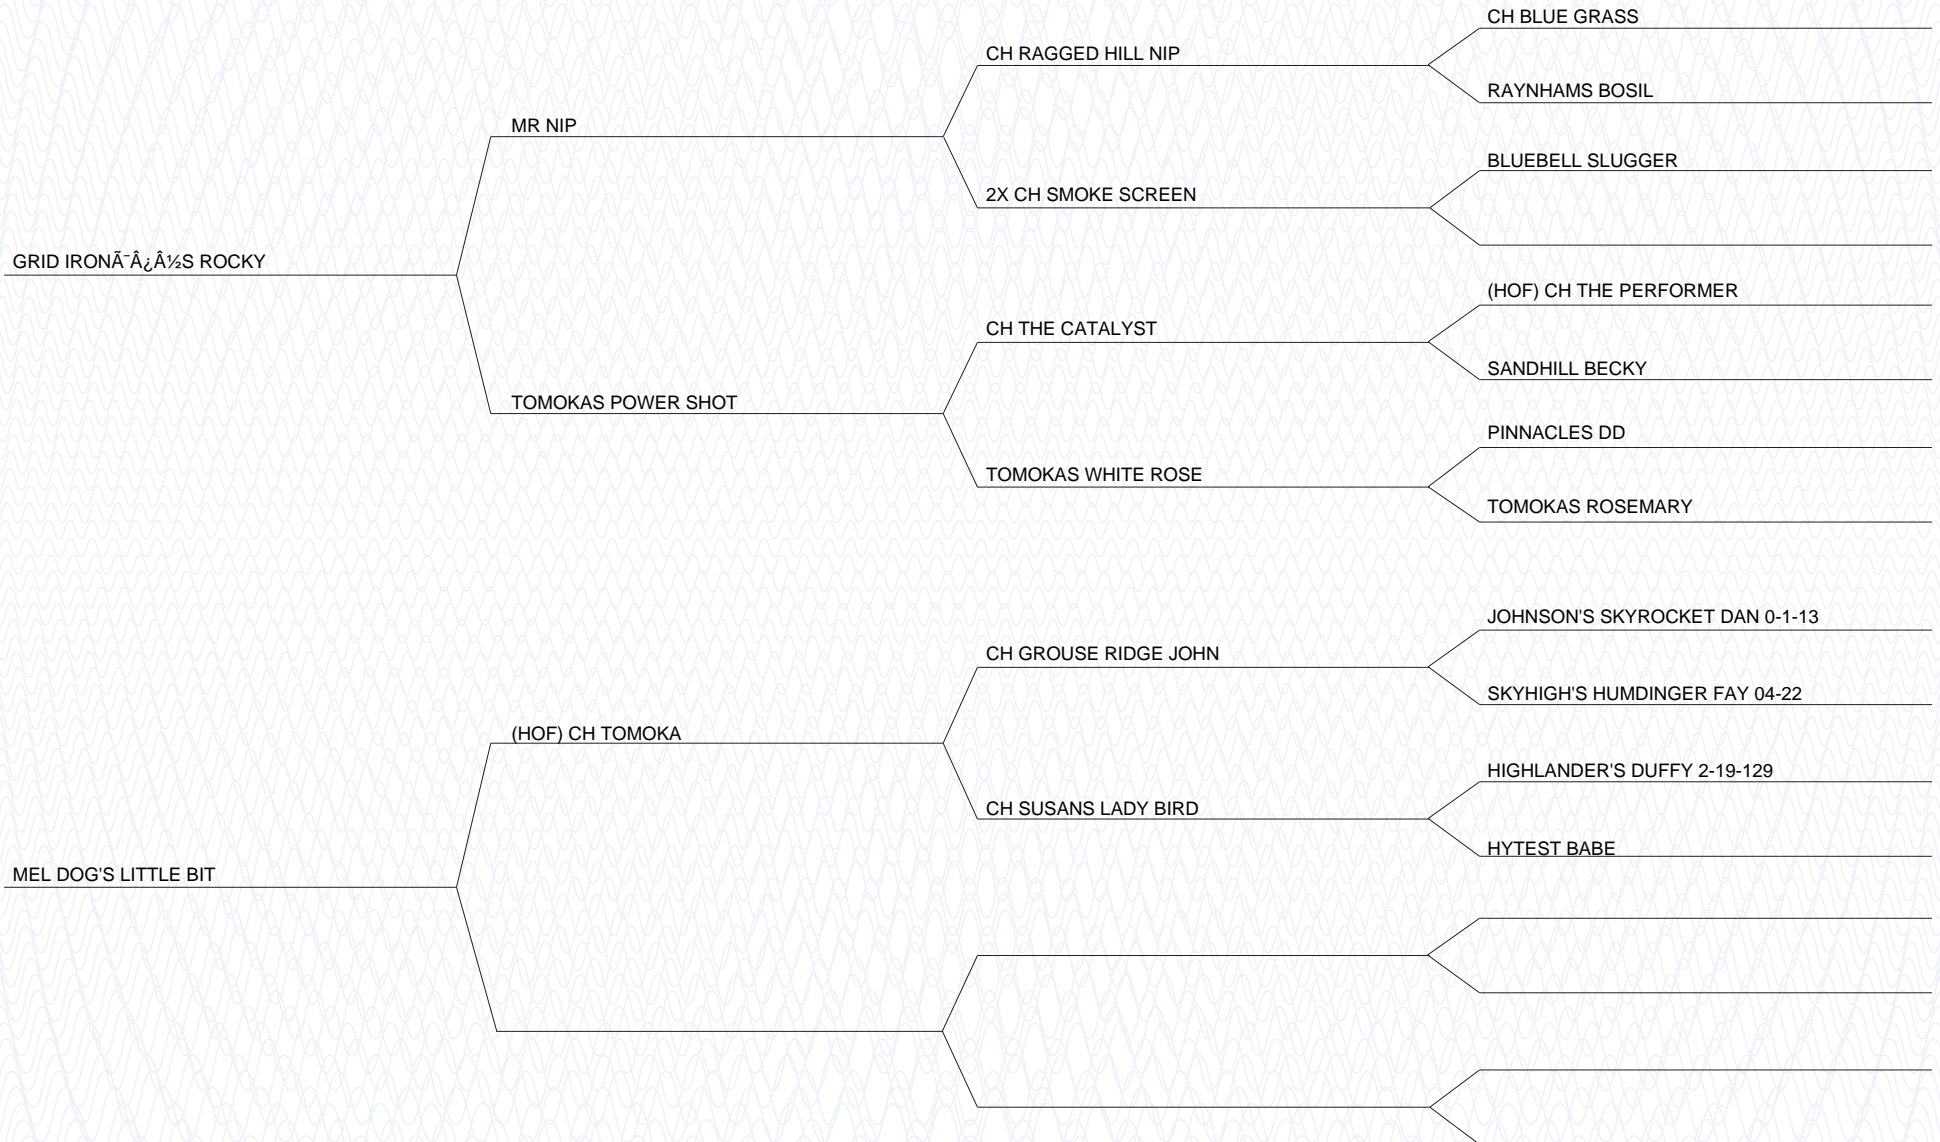 CH BLUE GRASS
CH RAGGED HILL NIP
RAYNHAMS BOSIL
MR NIP
BLUEBELL SLUGGER
2X CH SMOKE SCREEN
GRID IRONÃ¯Â¿Â½S ROCKY
(HOF) CH THE PERFORMER
CH THE CATALYST
SANDHILL BECKY
TOMOKAS POWER SHOT
PINNACLES DD
TOMOKAS WHITE ROSE
TOMOKAS ROSEMARY
JOHNSON'S SKYROCKET DAN 0-1-13
CH GROUSE RIDGE JOHN
SKYHIGH'S HUMDINGER FAY 04-22
(HOF) CH TOMOKA
HIGHLANDER'S DUFFY 2-19-129
CH SUSANS LADY BIRD
HYTEST BABE
MEL DOG'S LITTLE BIT